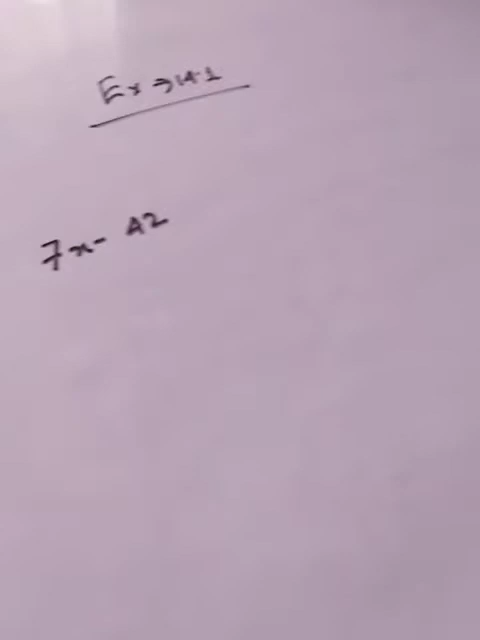 Ex → 14.1
7x - 42